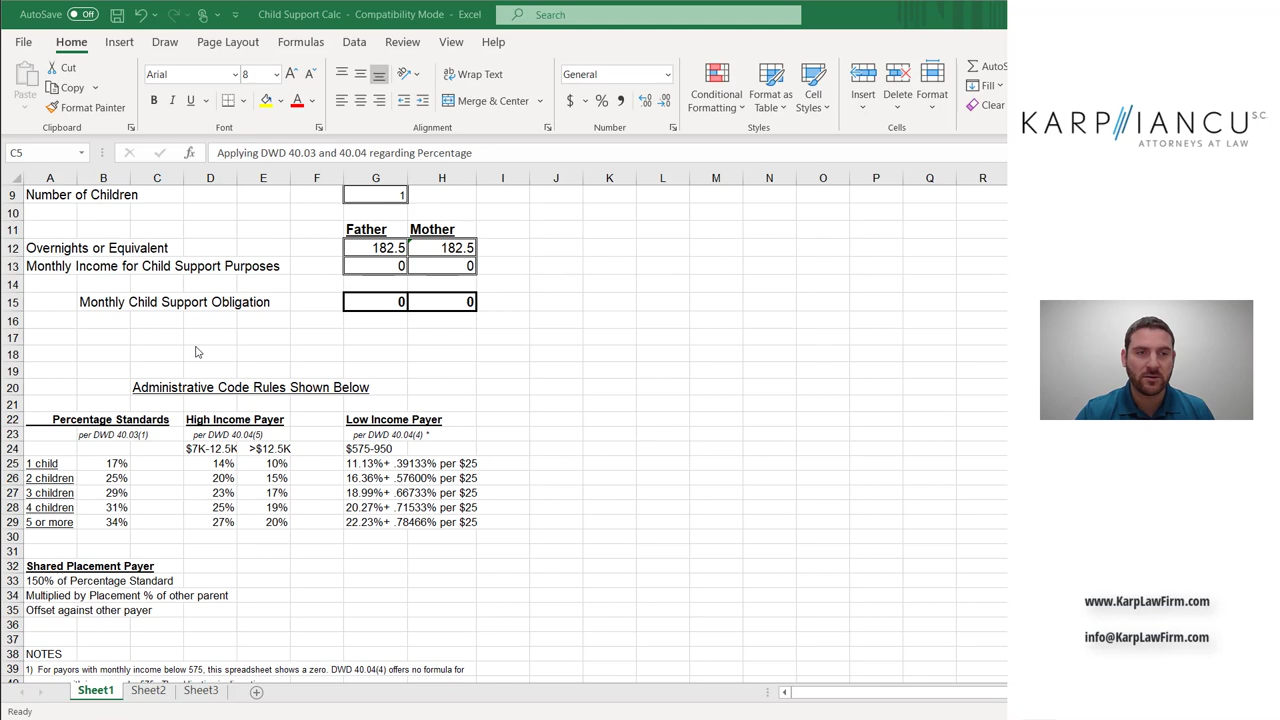 AutoSave Off Child Support Calc - Compatibility Mode - Excel Search
File Home Insert Draw Page Layout Formulas Data Review View Help
Paste Cut Copy Format Painter Arial 8 A A B I U A Wrap Text Merge & Center General $ % , Conditional Formatting Format as Table Cell Styles Insert Delete Format AutoS Fill Clear
Clipboard Font Alignment Number Styles Cells
C5 fx Applying DWD 40.03 and 40.04 regarding Percentage
A B C D E F G H I J K L M N O P Q R
9 Number of Children 1
10
11 Father Mother
12 Overnights or Equivalent 182.5 182.5
13 Monthly Income for Child Support Purposes 0 0
14
15 Monthly Child Support Obligation 0 0
16
17
18
19
20 Administrative Code Rules Shown Below
21
22 Percentage Standards High Income Payer Low Income Payer
23 per DWD 40.03(1) per DWD 40.04(5) per DWD 40.04(4) *
24 $7K-12.5K >$12.5K $575-950
25 1 child 17% 14% 10% 11.13%+ .39133% per $25
26 2 children 25% 20% 15% 16.36%+ .57600% per $25
27 3 children 29% 23% 17% 18.99%+ .66733% per $25
28 4 children 31% 25% 19% 20.27%+ .71533% per $25
29 5 or more 34% 27% 20% 22.23%+ .78466% per $25
30
31
32 Shared Placement Payer
33 150% of Percentage Standard
34 Multiplied by Placement % of other parent
35 Offset against other payer
36
37
38 NOTES
39 1) For payors with monthly income below 575, this spreadsheet shows a zero. DWD 40.04(4) offers no formula for
Sheet1 Sheet2 Sheet3
Ready
KARP IANCU S.C.
ATTORNEYS AT LAW
www.KarpLawFirm.com
info@KarpLawFirm.com